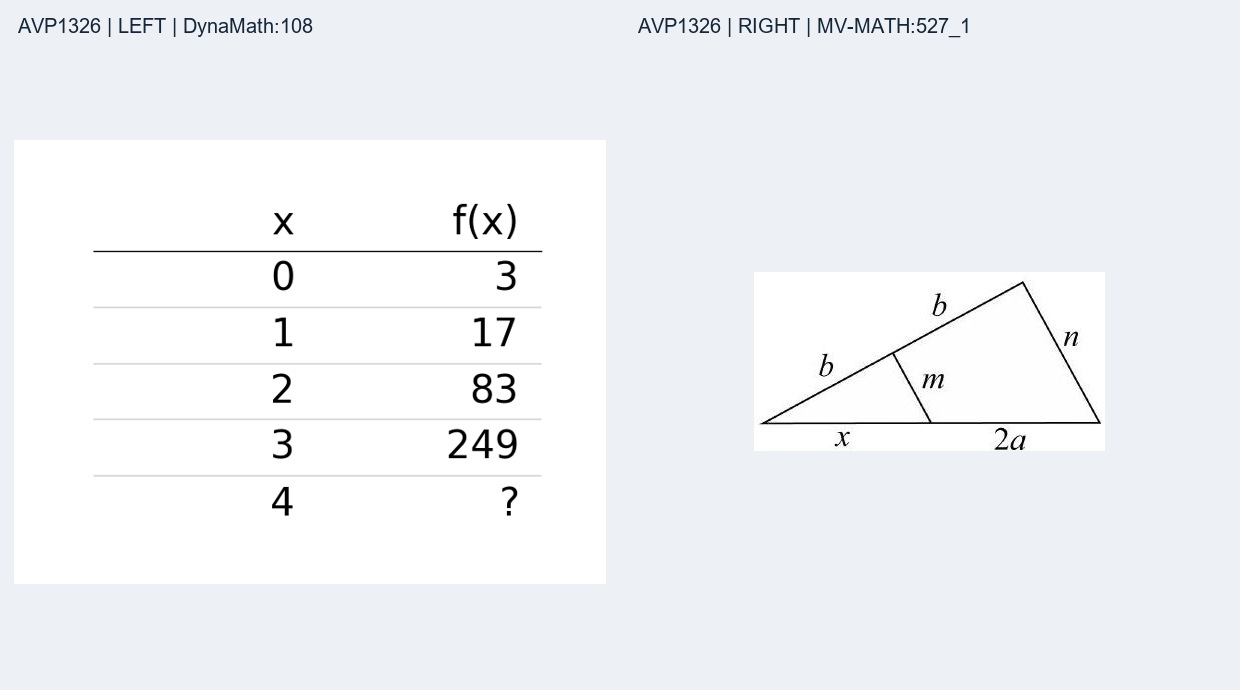 AVP1326 | LEFT | DynaMath:108
AVP1326 | RIGHT | MV-MATH:527_1
x f(x)
0 3
1 17
2 83
3 249
4 ?
b
n
b
m
x
2a